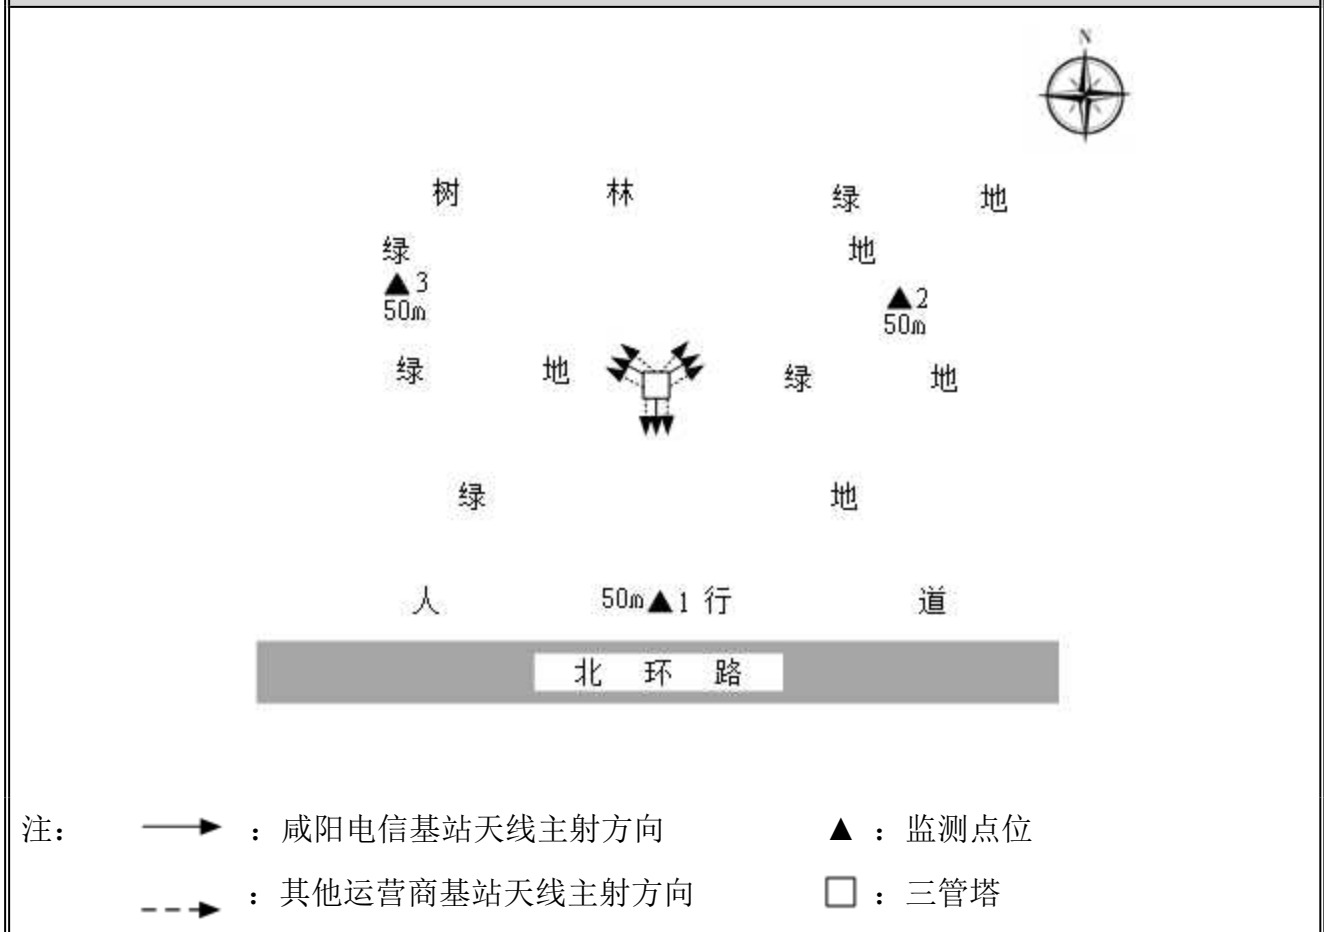 N
树 林 绿 地
绿 地
▲3 ▲2
50m 50m
绿 地 绿 地
绿 地
人 50m▲1 行 道
北 环 路
注： ：咸阳电信基站天线主射方向 ▲：监测点位
：其他运营商基站天线主射方向 □：三管塔